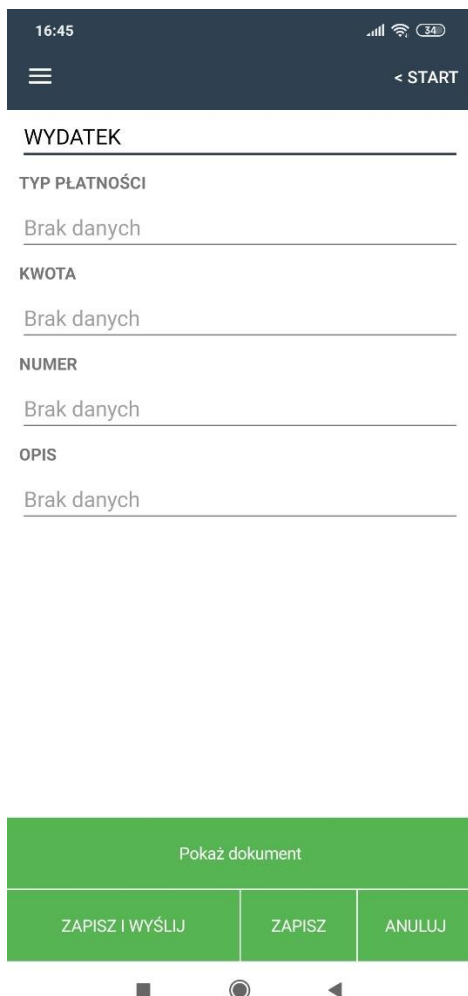 16:45
34
< START
WYDATEK
TYP PŁATNOŚCI
Brak danych
KWOTA
Brak danych
NUMER
Brak danych
OPIS
Brak danych
Pokaż dokument
ZAPISZ I WYŚLIJ ZAPISZ ANULUJ